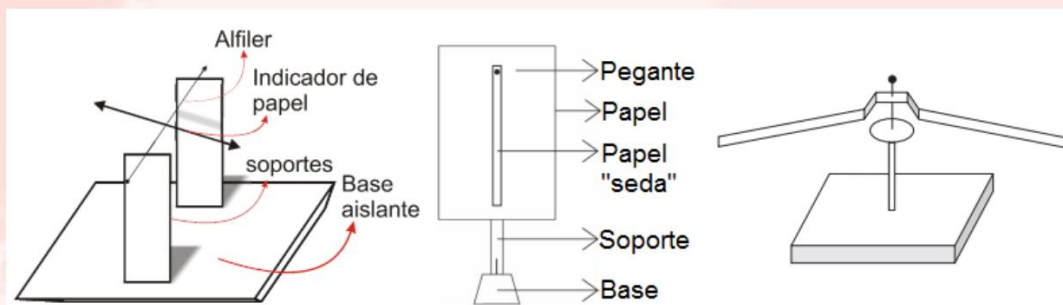 Alfiler
Indicador de
papel
soportes
Base
aislante
Pegante
Papel
Papel
"seda"
Soporte
Base